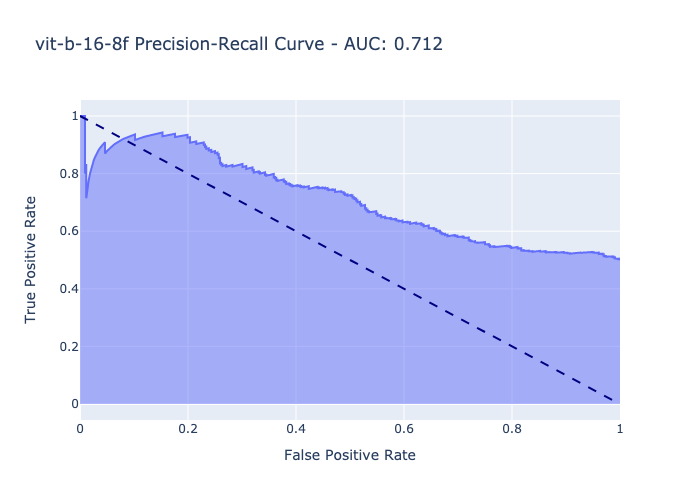 vit-b-16-8f Precision-Recall Curve - AUC: 0.712
1
0.8
0.6
0.4
0.2
0
True Positive Rate
0 0.2 0.4 0.6 0.8 1
False Positive Rate